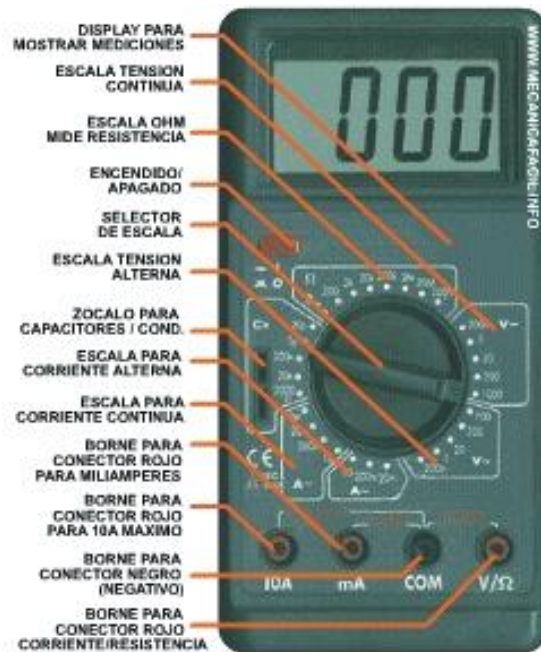 DISPLAY PARA
MOSTRAR MEDICIONES
ESCALA TENSION
CONTINUA
ESCALA OHM
MIDE RESISTENCIA
ENCENDIDO/
APAGADO
SELECTOR
DE ESCALA
ESCALA TENSION
ALTERNA
ZOCALO PARA
CAPACITORES / COND.
ESCALA PARA
CORRIENTE ALTERNA
ESCALA PARA
CORRIENTE CONTINUA
BORNE PARA
CONECTOR ROJO
PARA MILIAMPERES
BORNE PARA
CONECTOR ROJO
PARA 10A MAXIMO
BORNE PARA
CONECTOR NEGRO
(NEGATIVO)
BORNE PARA
CONECTOR ROJO
CORRIENTE/RESISTENCIA
WWW.MECANICAFACIL.INFO
000
Ω
Cx
V~
A~
CE
10A
mA
COM
V/Ω